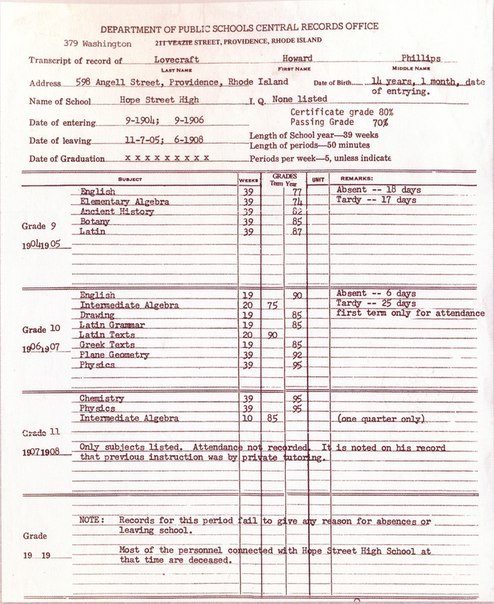 DEPARTMENT OF PUBLIC SCHOOLS CENTRAL RECORDS OFFICE
379 Washington 211 VEAZIE STREET, PROVIDENCE, RHODE ISLAND
Transcript of record of Lovecraft Howard Phillips
LAST NAME FIRST NAME MIDDLE NAME
Address 598 Angell Street, Providence, Rhode Island Date of Birth 14 years, 1 month, date
of entrying.
Name of School Hope Street High I. Q. None listed
Certificate grade 80%
Date of entering 9-1904; 9-1906 Passing Grade 70%
Date of leaving 11-7-05; 6-1908 Length of School year—39 weeks
Length of periods—50 minutes
Date of Graduation x x x x x x x x x Periods per week—5, unless indicate
SUBJECT WEEKS GRADES UNIT REMARKS:
Term Year
English 39 77 Absent -- 18 days
Elementary Algebra 39 74 Tardy -- 17 days
Ancient History 39 82
Botany 39 85
Grade 9
Latin 39 87
1904 1905
English 19 90 Absent -- 6 days
Intermediate Algebra 20 75 Tardy -- 25 days
Drawing 19 85 first term only for attendance
Grade 10 Latin Grammar 19 85
Latin Texts 20 90
1906 1907 Greek Texts 19 85
Plane Geometry 39 92
Physics 39 95
Chemistry 39 95
Physics 39 95
Intermediate Algebra 10 85 (one quarter only)
Grade 11
1907 1908 Only subjects listed. Attendance not recorded. It is noted on his record
that previous instruction was by private tutoring.
NOTE: Records for this period fail to give any reason for absences or
leaving school.
Grade
19 19 Most of the personnel connected with Hope Street High School at
that time are deceased.